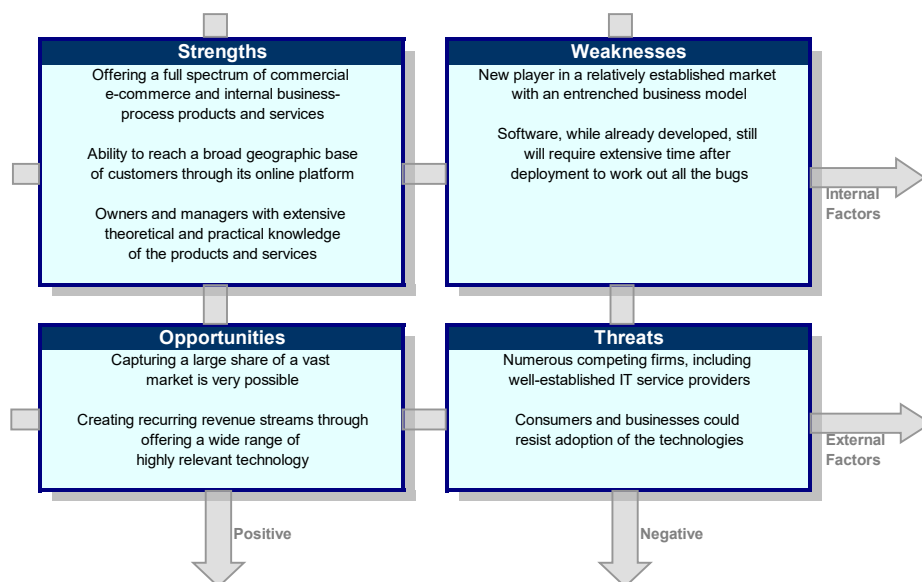 Strengths
Offering a full spectrum of commercial
e-commerce and internal business-
process products and services
Ability to reach a broad geographic base
of customers through its online platform
Owners and managers with extensive
theoretical and practical knowledge
of the products and services
Weaknesses
New player in a relatively established market
with an entrenched business model
Software, while already developed, still
will require extensive time after
deployment to work out all the bugs
Internal
Factors
Opportunities
Capturing a large share of a vast
market is very possible
Creating recurring revenue streams through
offering a wide range of
highly relevant technology
Threats
Numerous competing firms, including
well-established IT service providers
Consumers and businesses could
resist adoption of the technologies
External
Factors
Positive
Negative